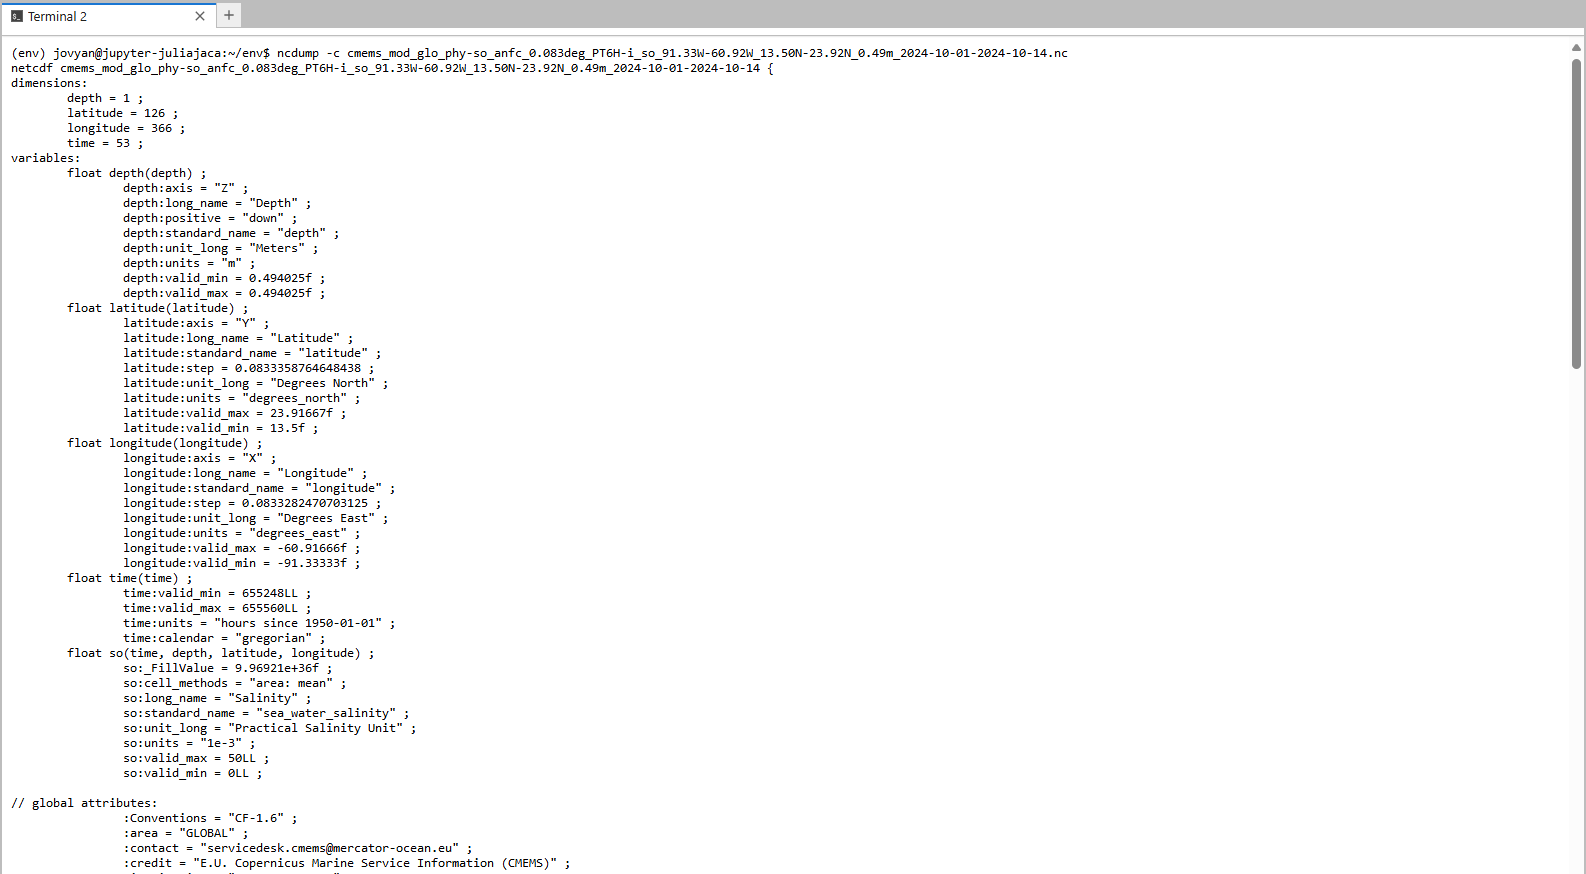 Terminal 2
(env) jovyan@jupyter-juliajaca:~/env$ ncdump -c cmems_mod_glo_phy-so_anfc_0.083deg_PT6H-i_so_91.33W-60.92W_13.50N-23.92N_0.49m_2024-10-01-2024-10-14.nc
netcdf cmems_mod_glo_phy-so_anfc_0.083deg_PT6H-i_so_91.33W-60.92W_13.50N-23.92N_0.49m_2024-10-01-2024-10-14 {
dimensions:
	depth = 1 ;
	latitude = 126 ;
	longitude = 366 ;
	time = 53 ;
variables:
	float depth(depth) ;
		depth:axis = "Z" ;
		depth:long_name = "Depth" ;
		depth:positive = "down" ;
		depth:standard_name = "depth" ;
		depth:unit_long = "Meters" ;
		depth:units = "m" ;
		depth:valid_min = 0.494025f ;
		depth:valid_max = 0.494025f ;
	float latitude(latitude) ;
		latitude:axis = "Y" ;
		latitude:long_name = "Latitude" ;
		latitude:standard_name = "latitude" ;
		latitude:step = 0.0833358764648438 ;
		latitude:unit_long = "Degrees North" ;
		latitude:units = "degrees_north" ;
		latitude:valid_max = 23.91667f ;
		latitude:valid_min = 13.5f ;
	float longitude(longitude) ;
		longitude:axis = "X" ;
		longitude:long_name = "Longitude" ;
		longitude:standard_name = "longitude" ;
		longitude:step = 0.0833282470703125 ;
		longitude:unit_long = "Degrees East" ;
		longitude:units = "degrees_east" ;
		longitude:valid_max = -60.91666f ;
		longitude:valid_min = -91.33333f ;
	float time(time) ;
		time:valid_min = 655248LL ;
		time:valid_max = 655560LL ;
		time:units = "hours since 1950-01-01" ;
		time:calendar = "gregorian" ;
	float so(time, depth, latitude, longitude) ;
		so:_FillValue = 9.96921e+36f ;
		so:cell_methods = "area: mean" ;
		so:long_name = "Salinity" ;
		so:standard_name = "sea_water_salinity" ;
		so:unit_long = "Practical Salinity Unit" ;
		so:units = "1e-3" ;
		so:valid_max = 50LL ;
		so:valid_min = 0LL ;
// global attributes:
		:Conventions = "CF-1.6" ;
		:area = "GLOBAL" ;
		:contact = "servicedesk.cmems@mercator-ocean.eu" ;
		:credit = "E.U. Copernicus Marine Service Information (CMEMS)" ;